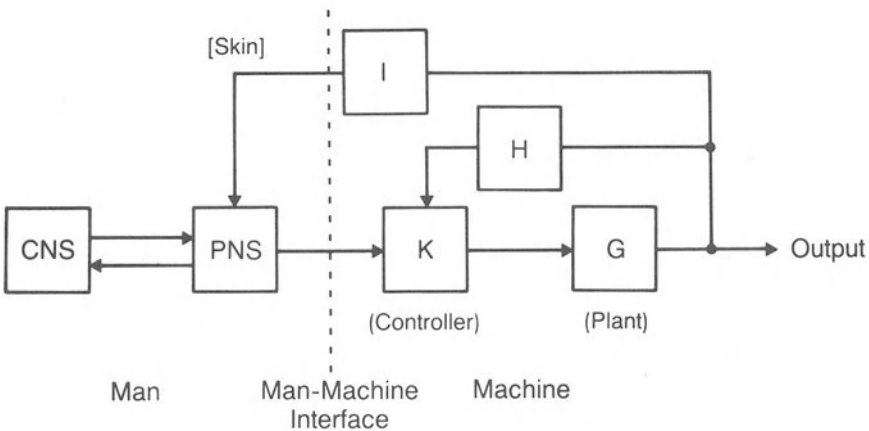 [Skin]
I
H
CNS
PNS
K
G
Output
(Controller)
(Plant)
Man
Man-Machine
Interface
Machine